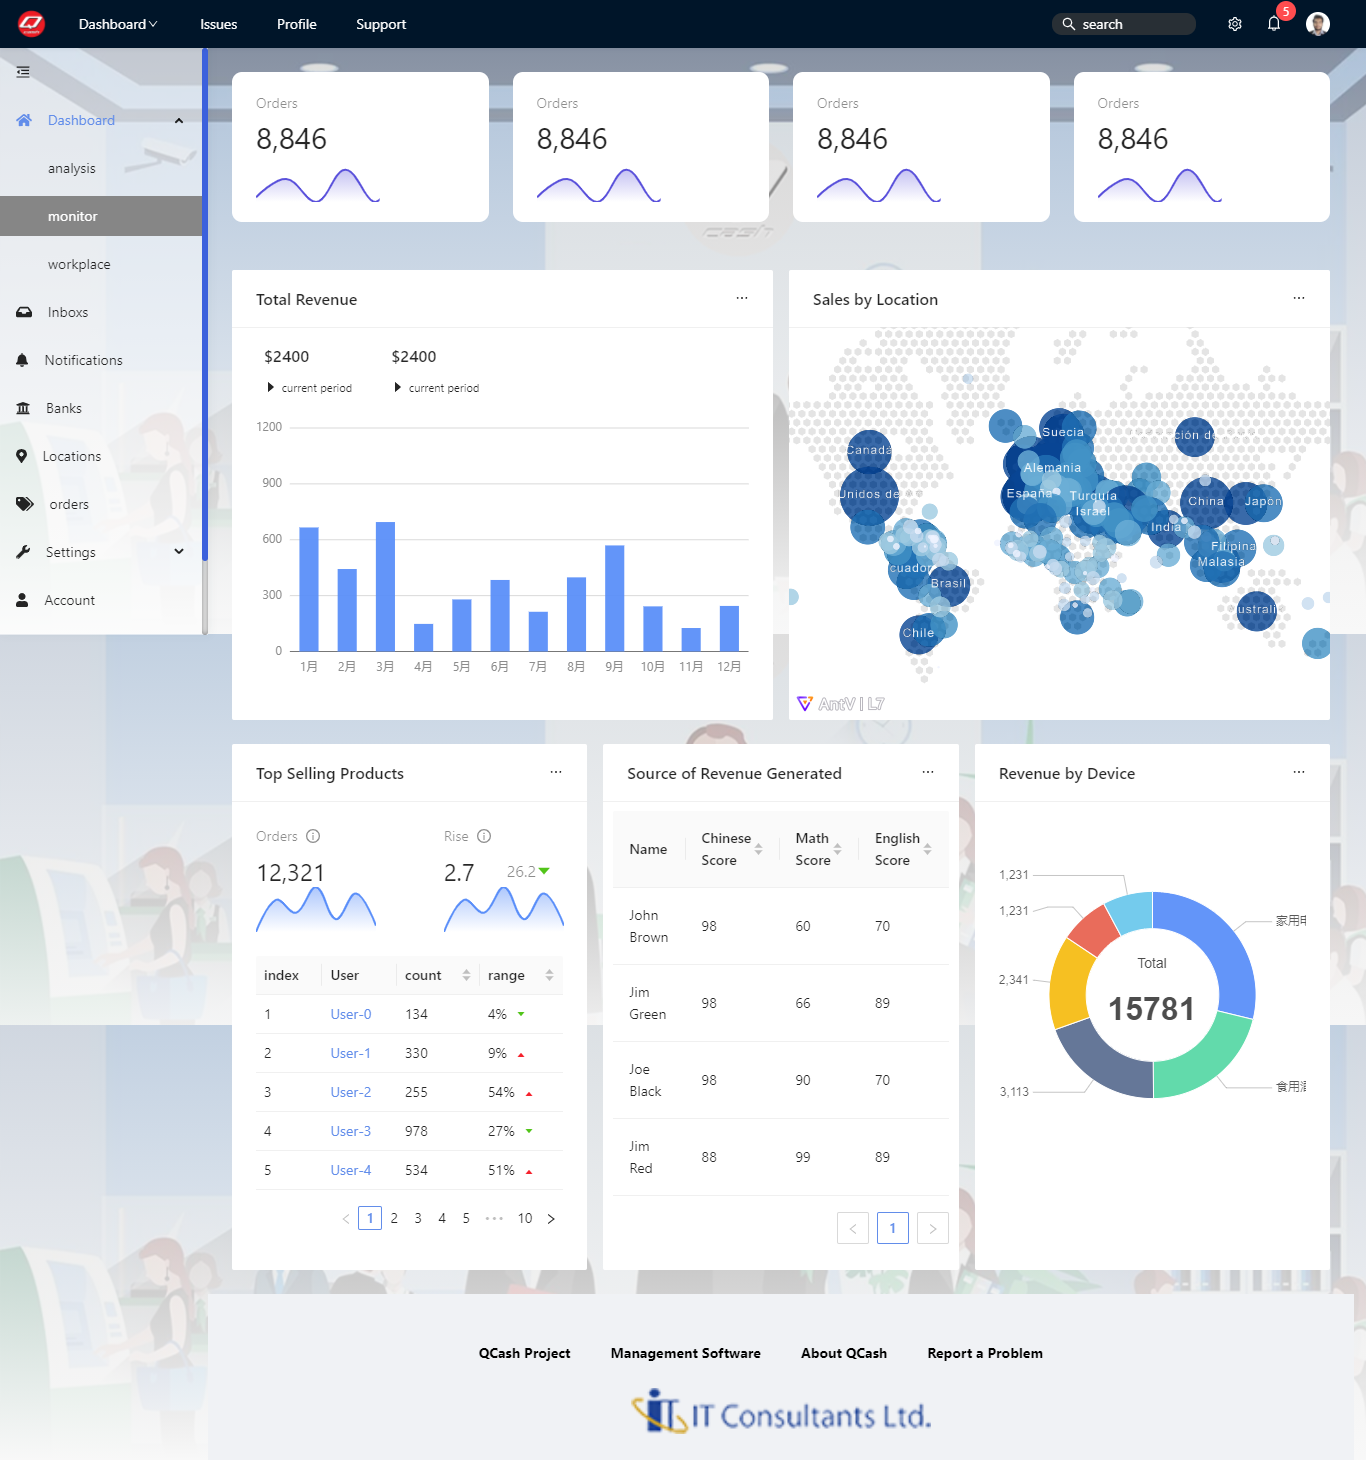 Dashboard
Issues
Profile
Support
search
5
Dashboard
analysis
monitor
workplace
Inboxs
Notifications
Banks
Locations
orders
Settings
Account
Orders
8,846
Orders
8,846
Orders
8,846
Orders
8,846
Total Revenue
$2400
current period
$2400
current period
1200
900
600
300
0
1月 2月 3月 4月 5月 6月 7月 8月 9月 10月 11月 12月
Sales by Location
Suecia
Canada
Alemania
España
Turquía
Israel
Unidos de
China
Japón
India
Filipina
Malasia
cuador
Brasil
ustrali
Chile
AntV | L7
Top Selling Products
Orders
12,321
Rise
2.7
26.2
index User count range
1 User-0 134 4%
2 User-1 330 9%
3 User-2 255 54%
4 User-3 978 27%
5 User-4 534 51%
1 2 3 4 5 ••• 10
Source of Revenue Generated
Name Chinese Score Math Score English Score
John Brown 98 60 70
Jim Green 98 66 89
Joe Black 98 90 70
Jim Red 88 99 89
1
Revenue by Device
1,231
1,231
2,341
3,113
家用
食用
Total
15781
QCash Project
Management Software
About QCash
Report a Problem
IT Consultants Ltd.